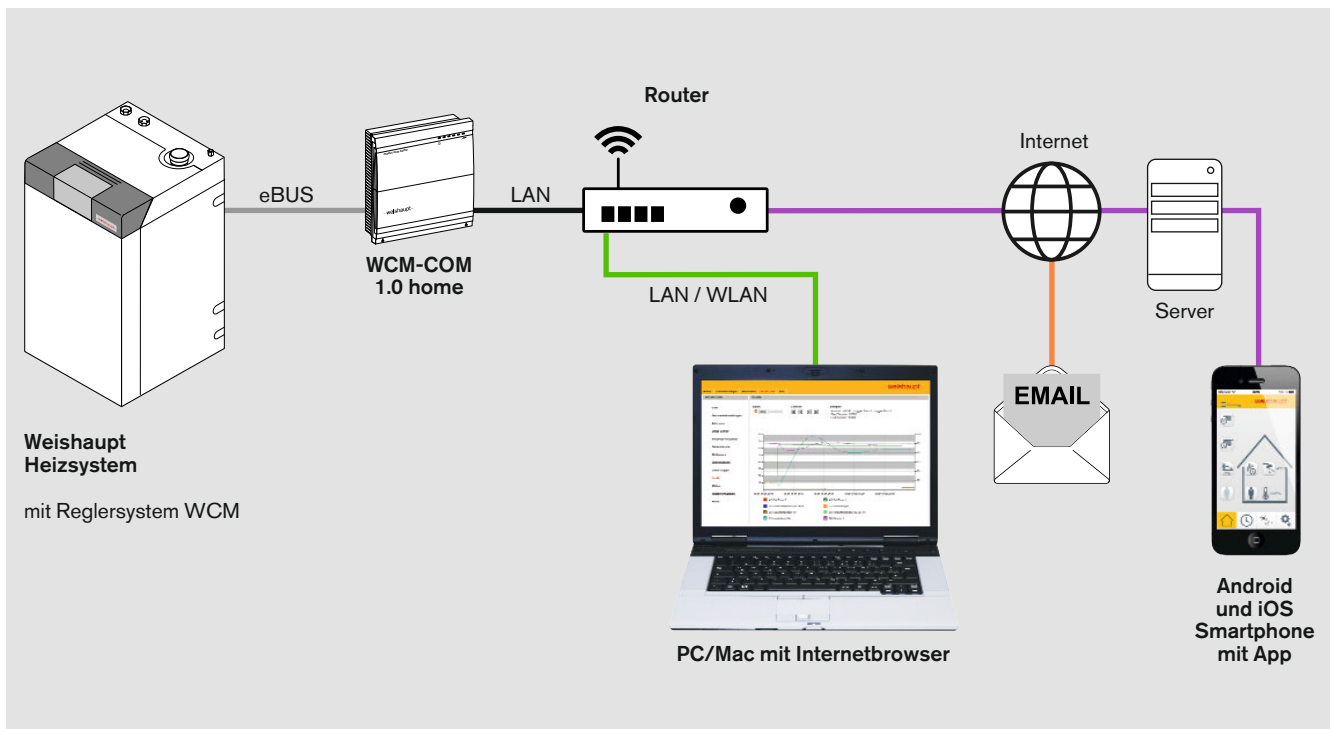 Router
Internet
eBUS
LAN
-weishaupt-
WCM-COM
1.0 home
LAN / WLAN
Server
EMAIL
Weishaupt
Heizsystem
mit Reglersystem WCM
PC/Mac mit Internetbrowser
Android
und iOS
Smartphone
mit App